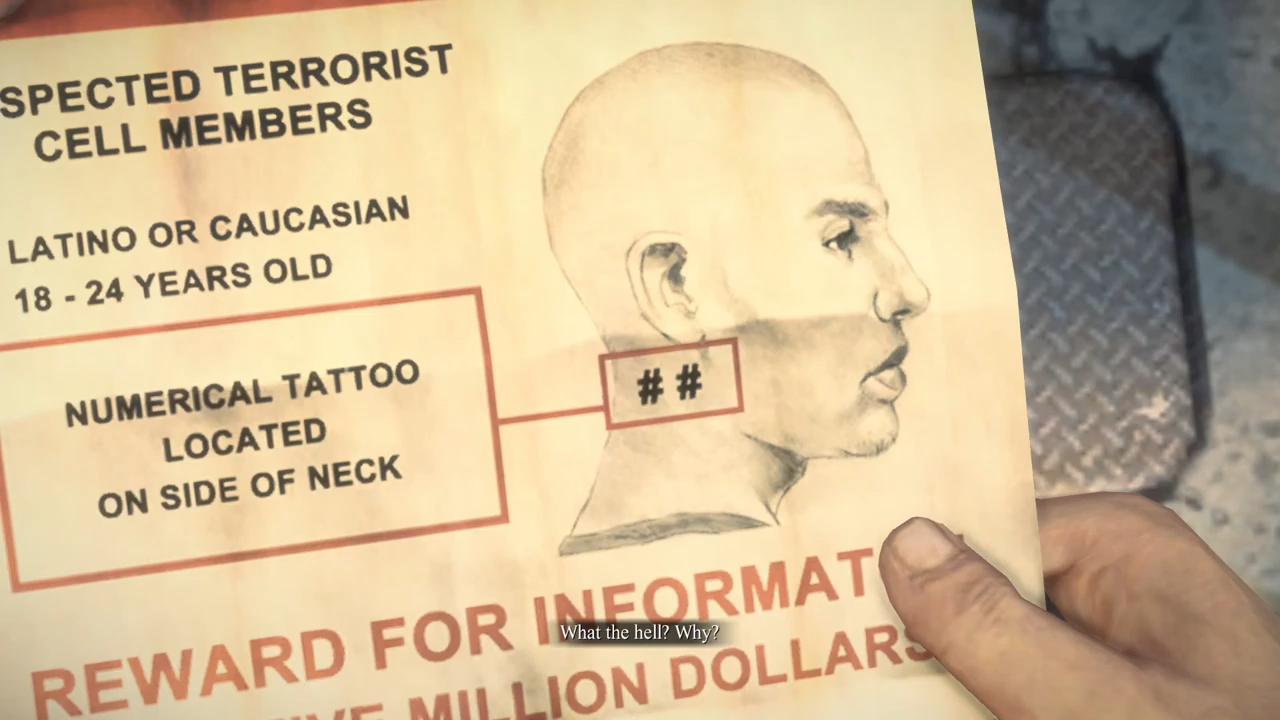 SPECTED TERRORIST
CELL MEMBERS
LATINO OR CAUCASIAN
18 - 24 YEARS OLD
NUMERICAL TATTOO
LOCATED
ON SIDE OF NECK
##
REWARD FOR INFORMAT
IVE MILLION DOLLARS
What the hell? Why?